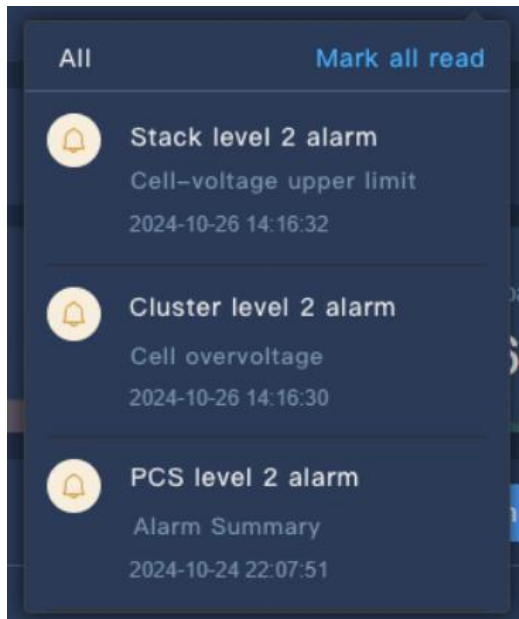 All
Mark all read
Stack level 2 alarm
Cell-voltage upper limit
2024-10-26 14:16:32
Cluster level 2 alarm
Cell overvoltage
2024-10-26 14:16:30
PCS level 2 alarm
Alarm Summary
2024-10-24 22:07:51